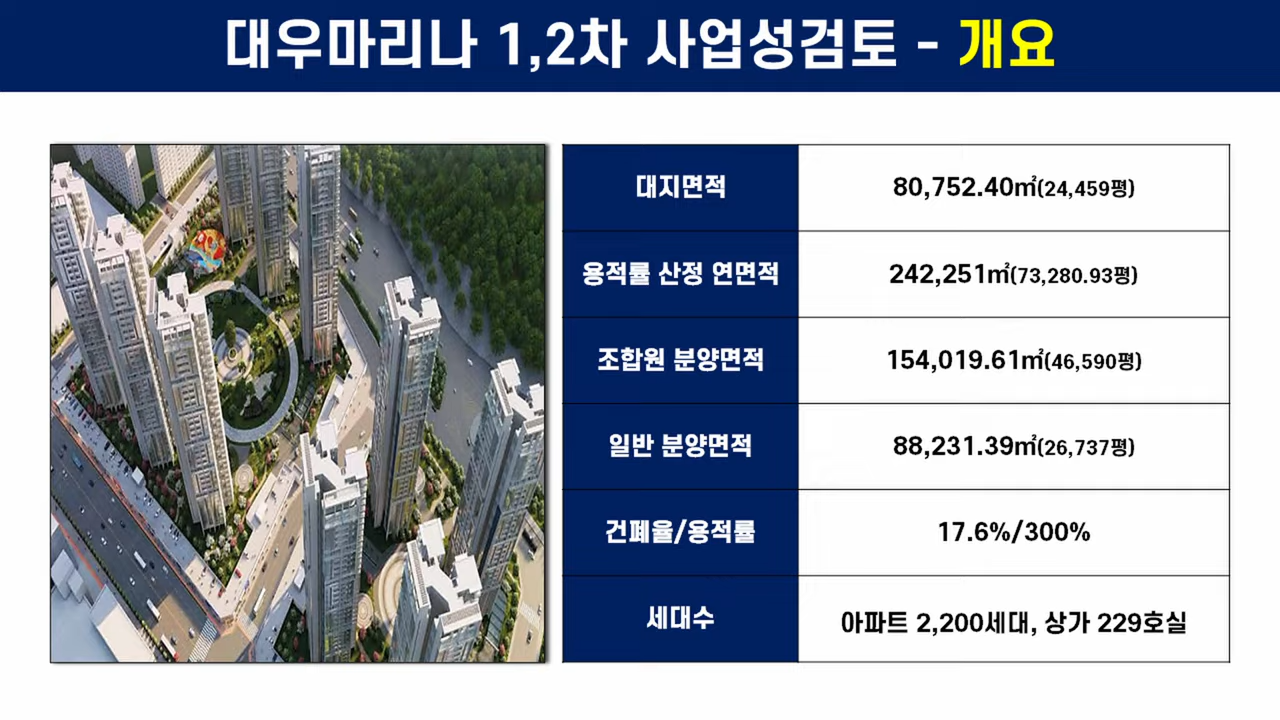 대우마리나 1,2차 사업성검토 - 개요
대지면적 80,752.40㎡(24,459평)
용적률 산정 연면적 242,251㎡(73,280.93평)
조합원 분양면적 154,019.61㎡(46,590평)
일반 분양면적 88,231.39㎡(26,737평)
건폐율/용적률 17.6%/300%
세대수 아파트 2,200세대, 상가 229호실